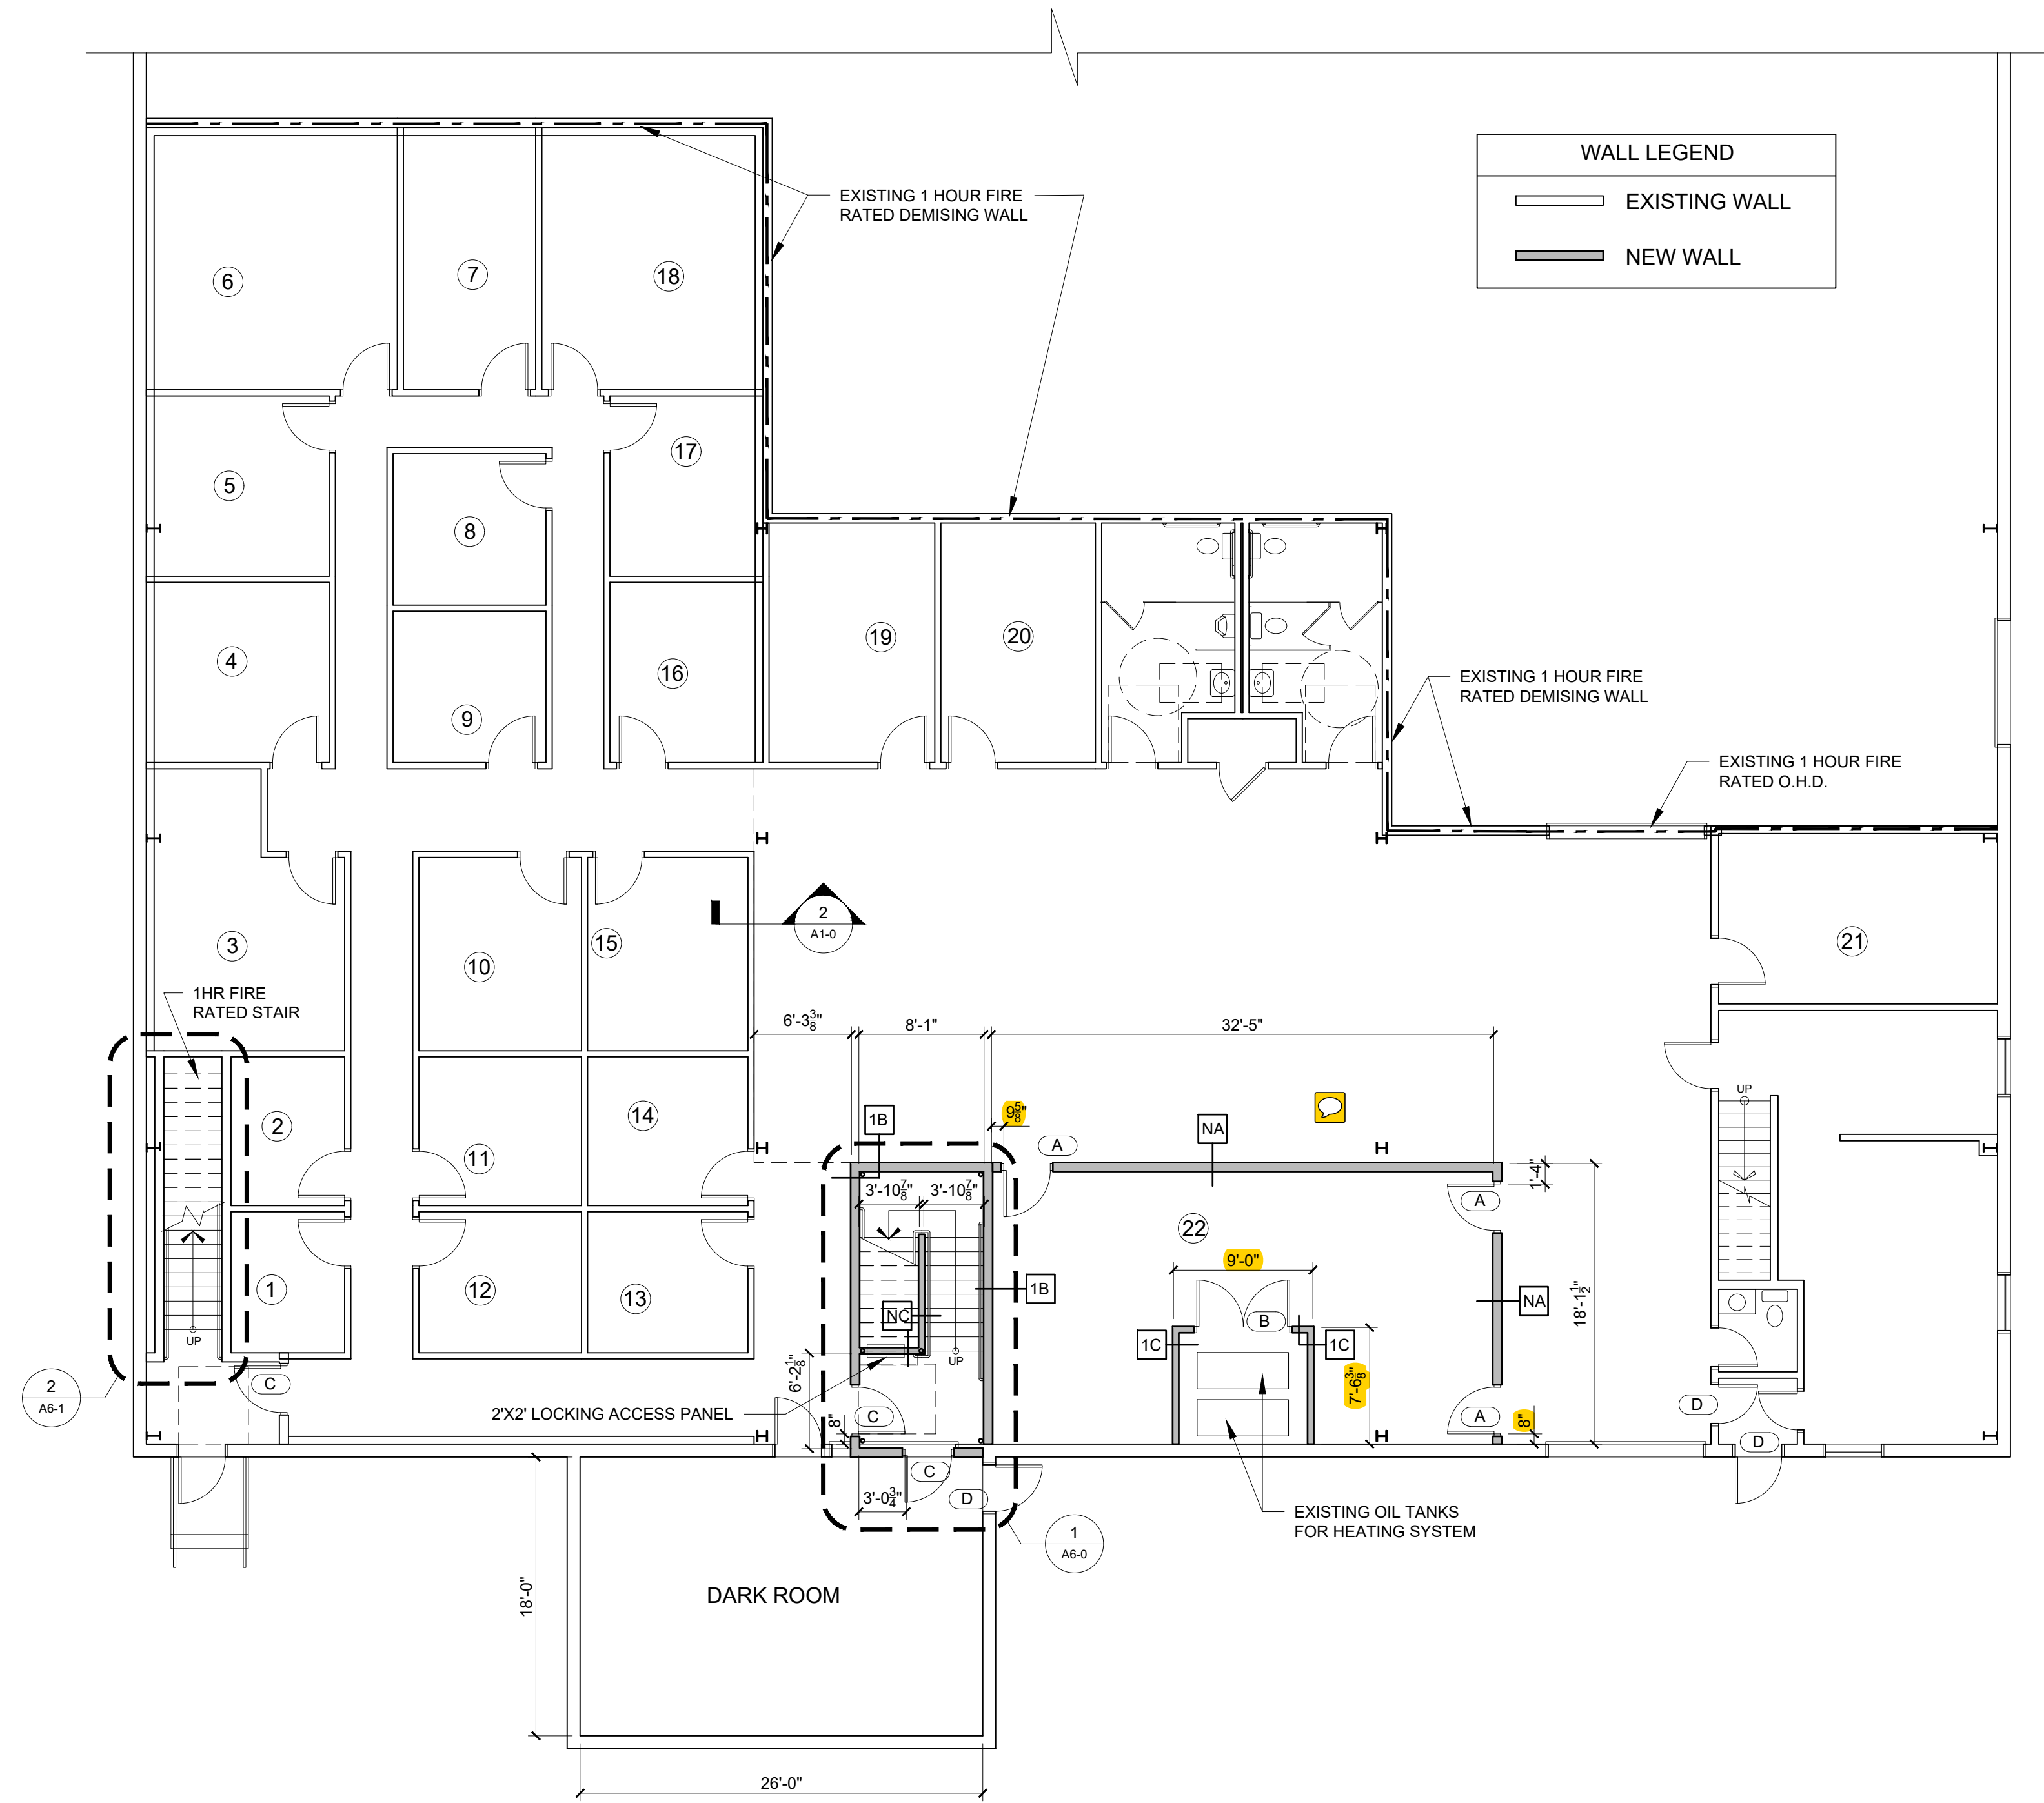 WALL LEGEND
EXISTING WALL
NEW WALL
EXISTING 1 HOUR FIRE
RATED DEMISING WALL
6
7
18
5
17
8
4
16
9
19
20
EXISTING 1 HOUR FIRE
RATED DEMISING WALL
EXISTING 1 HOUR FIRE
RATED O.H.D.
3
10
15
2
A1-0
21
1HR FIRE
RATED STAIR
6'-3 3/8"
8'-1"
32'-5"
9 5/8"
1B
A
NA
2
11
14
3'-10 7/8"
3'-10 7/8"
1'-4"
A
22
UP
9'-0"
1
12
13
1B
NC
NA
18'-1 1/2"
B
1C
1C
UP
UP
6'-2 1/8"
7'-6 3/8"
2
A6-1
C
2'X2' LOCKING ACCESS PANEL
C
8"
A
8"
D
D
C
D
3'-0 3/4"
EXISTING OIL TANKS
FOR HEATING SYSTEM
1
A6-0
18'-0"
DARK ROOM
26'-0"